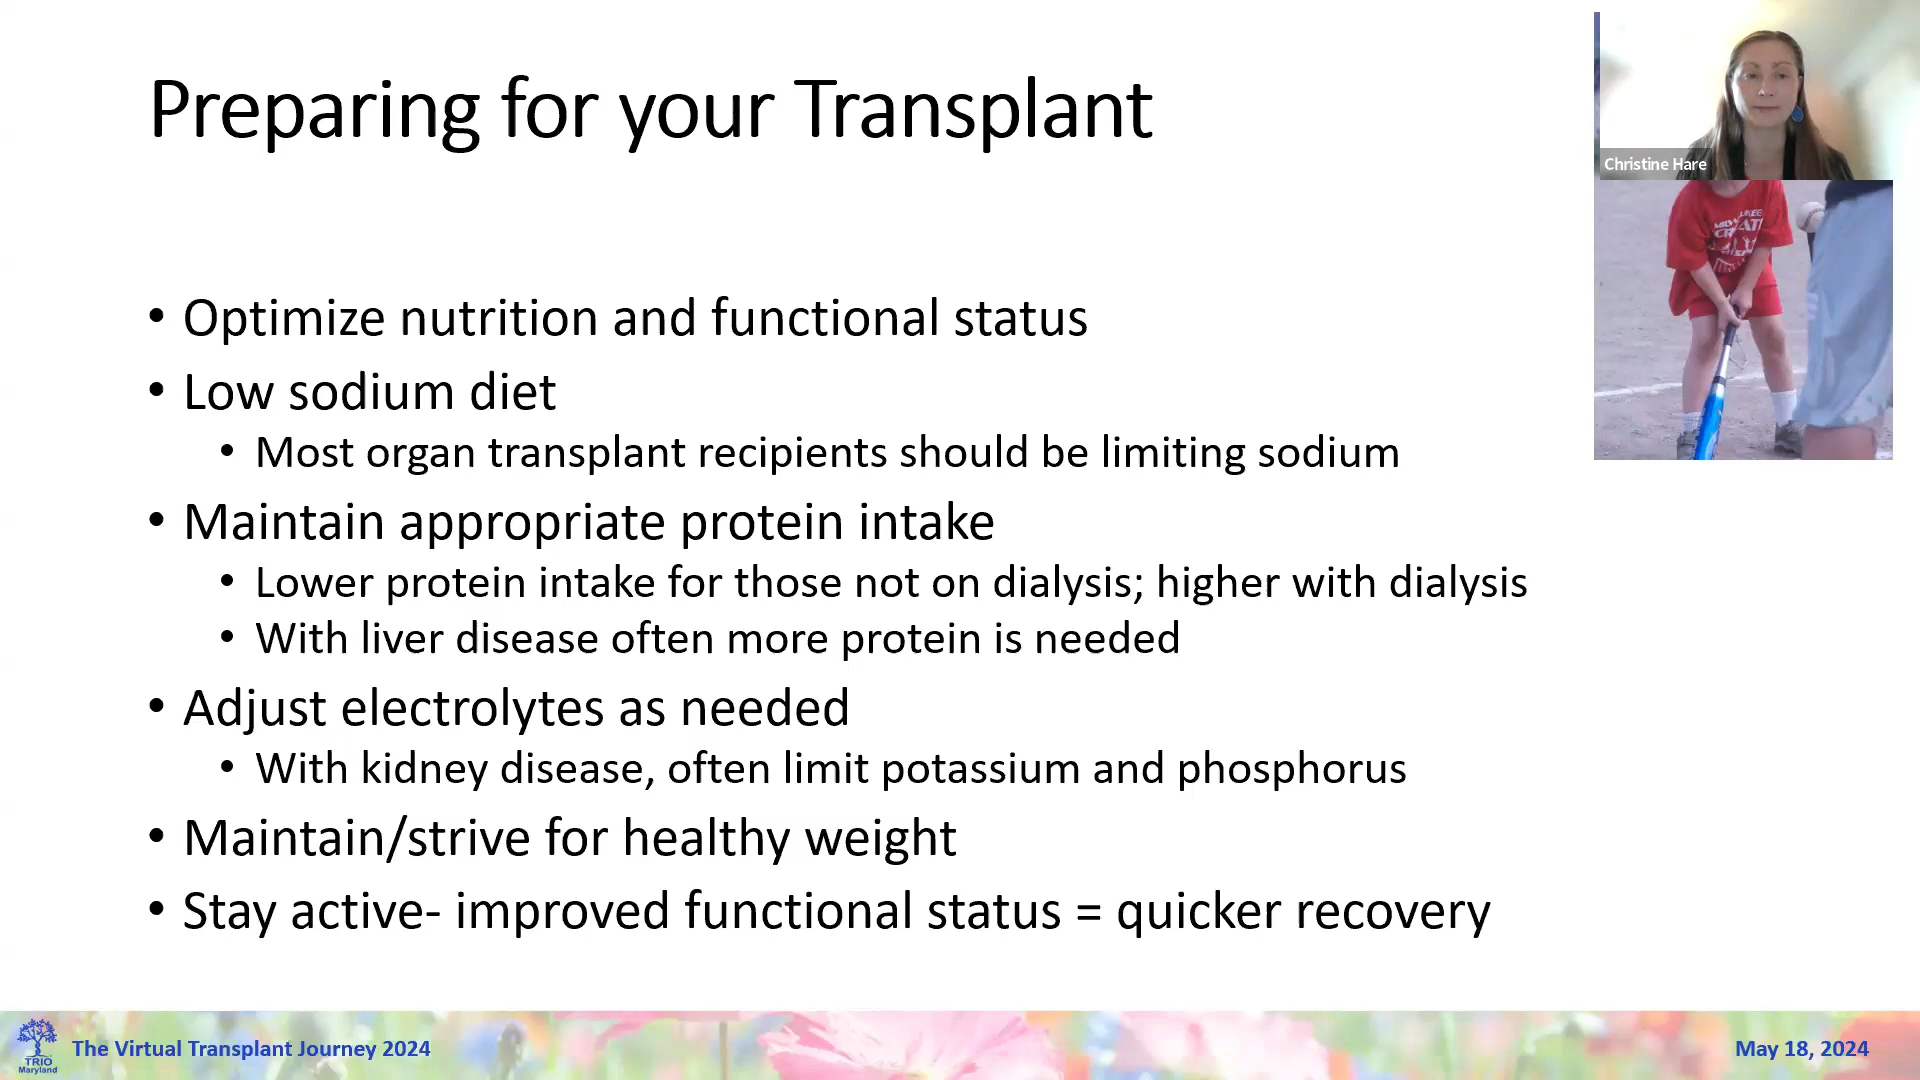 Preparing for your Transplant
Christine Hare
• Optimize nutrition and functional status
• Low sodium diet
• Most organ transplant recipients should be limiting sodium
• Maintain appropriate protein intake
• Lower protein intake for those not on dialysis; higher with dialysis
• With liver disease often more protein is needed
• Adjust electrolytes as needed
• With kidney disease, often limit potassium and phosphorus
• Maintain/strive for healthy weight
• Stay active- improved functional status = quicker recovery
TRIO
Maryland
The Virtual Transplant Journey 2024
May 18, 2024